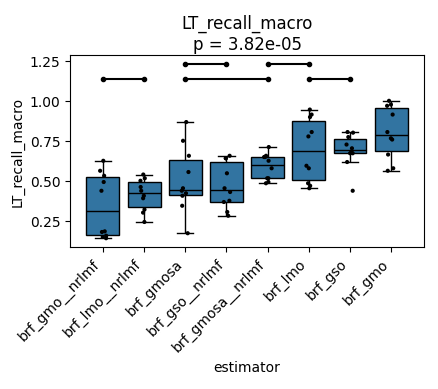 LT_recall_macro
p = 3.82e-05
LT_recall_macro
1.25
1.00
0.75
0.50
0.25
brf_gmo__nrlmf
brf_lmo__nrlmf
brf_gmosa
brf_gso__nrlmf
brf_gmosa__nrlmf
brf_lmo
brf_gso
brf_gmo
estimator